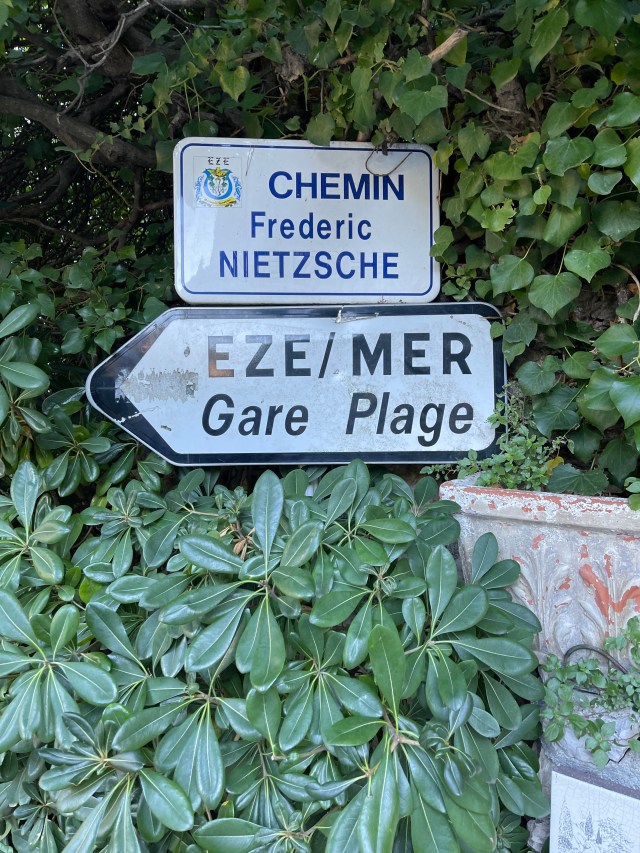 EZE
CHEMIN
Frederic
NIETZSCHE
EZE/MER
Gare Plage